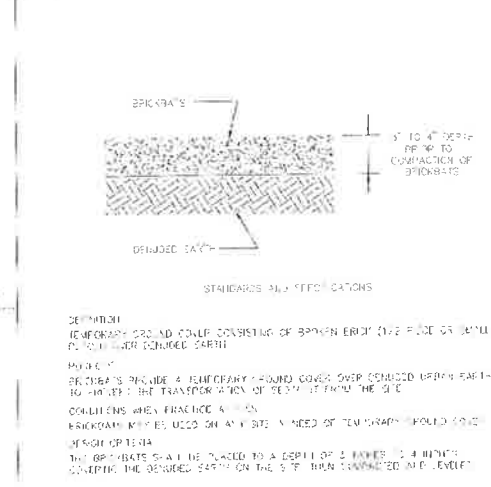 BRICKBATS
TO 4" DEPTH
PRIOR TO
COMPACTION OF
BRICKBATS
DENUDED EARTH
STANDARDS AND SPECIFICATIONS
DEFINITION
TEMPORARY GROUND COVER CONSISTING OF BROKEN BRICK (1/2 PIECE OR SMALL
OVER DENUDED EARTH
PURPOSE
BRICKBATS PROVIDE A TEMPORARY GROUND COVER OVER DENUDED URBAN EARTH
TO PREVENT THE TRANSPORTATION OF SEDIMENT FROM THE SITE
CONDITIONS WHEN PRACTICE APPLIES
BRICKBATS MAY BE USED ON ANY SITE IN NEED OF TEMPORARY GROUND COVER
DESIGN CRITERIA
THE BRICKBATS SHALL BE PLACED TO A DEPTH OF 3 INCHES TO 4 INCHES
COVERING THE DENUDED EARTH ON THE SITE THEN COMPACTED AND LEVELED